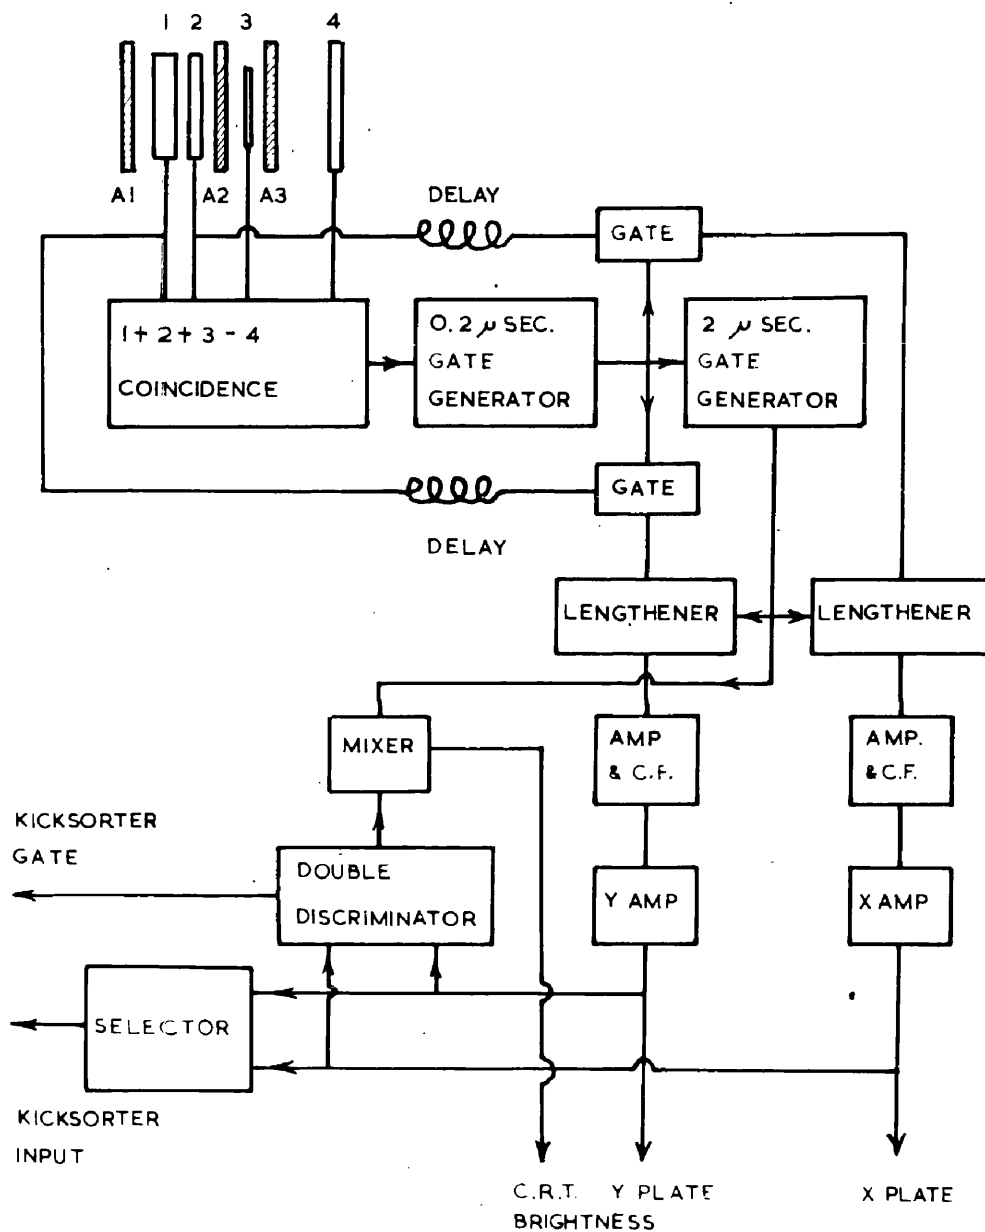 1 2 3 4
A1 A2 A3
DELAY
GATE
1 + 2 + 3 - 4
COINCIDENCE
0.2 μ SEC.
GATE
GENERATOR
2 μ SEC.
GATE
GENERATOR
GATE
DELAY
LENGTHENER
LENGTHENER
MIXER
AMP
& C.F.
AMP.
& C.F.
KICKSORTER
GATE
DOUBLE
DISCRIMINATOR
Y AMP
X AMP
SELECTOR
KICKSORTER
INPUT
C.R.T.
BRIGHTNESS
Y PLATE
X PLATE